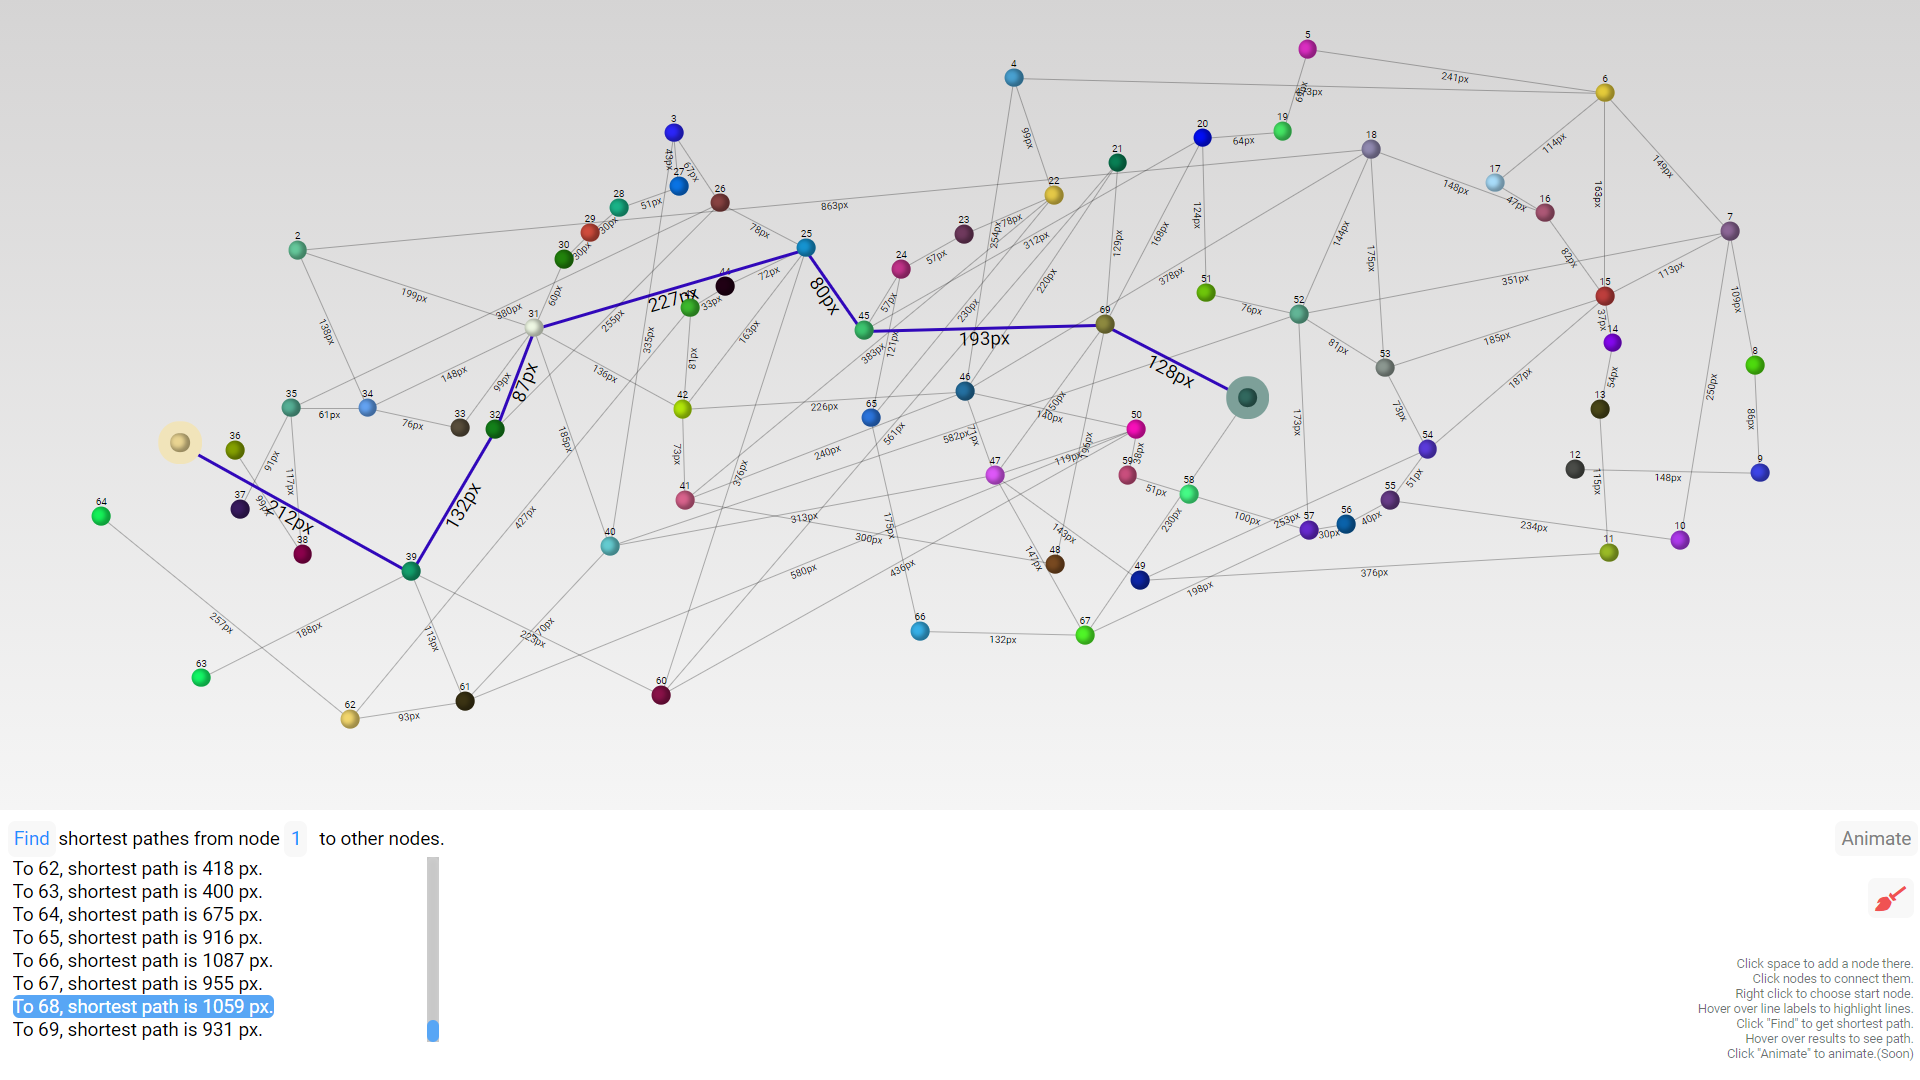 5
4
241px
6
69px
3
20
19
18
21
64px
43px
99px
114px
149px
27
67px
17
22
28
26
51px
148px
163px
16
47px
863px
7
29
30px
78px
23
124px
2
78px
25
254px
312px
129px
168px
144px
30
30px
24
57px
175px
82px
72px
220px
378px
351px
113px
51
15
199px
60px
227px
33px
80px
57px
109px
76px
52
31
380px
255px
230px
37px
14
138px
335px
163px
45
193px
69
121px
383px
81px
53
185px
8
148px
99px
87px
136px
81px
128px
46
54px
187px
250px
35
34
42
13
61px
226px
65
140px
73px
86px
76px
33
32
50
582px
561px
71px
54
36
185px
73px
240px
119px
38px
12
9
91px
117px
376px
47
59
51px
51px
148px
115px
41
58
55
37
99px
212px
132px
64
427px
313px
175px
230px
100px
253px
57
56
30px
40px
234px
10
38
40
300px
147px
143px
11
39
580px
436px
48
49
376px
198px
257px
188px
113px
223px
66
132px
67
63
60
61
62
93px
Find shortest pathes from node 1 to other nodes.
Animate
To 62, shortest path is 418 px.
To 63, shortest path is 400 px.
To 64, shortest path is 675 px.
To 65, shortest path is 916 px.
To 66, shortest path is 1087 px.
To 67, shortest path is 955 px.
To 68, shortest path is 1059 px.
To 69, shortest path is 931 px.
Click space to add a node there.
Click nodes to connect them.
Right click to choose start node.
Hover over line labels to highlight lines.
Click "Find" to get shortest path.
Hover over results to see path.
Click "Animate" to animate.(Soon)